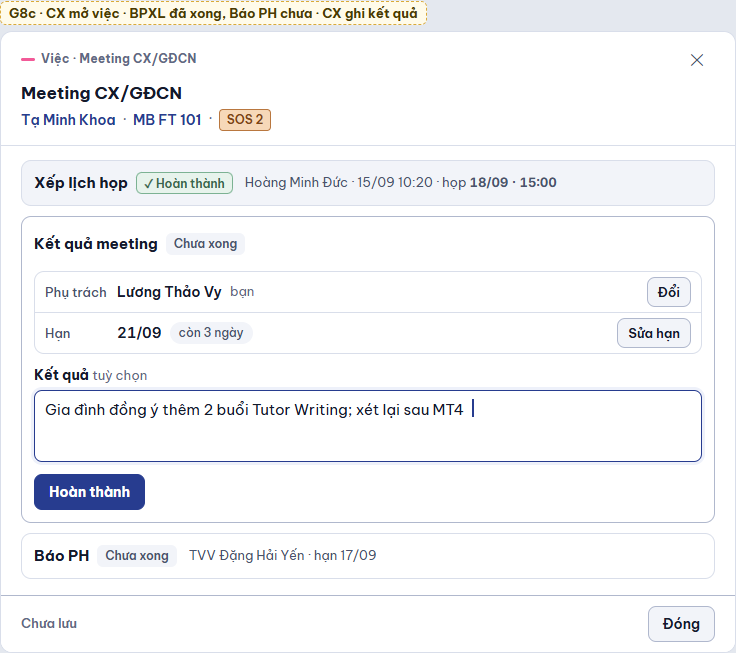 G8c · CX mở việc · BPXL đã xong, Báo PH chưa · CX ghi kết quả
Việc · Meeting CX/GĐCN
Meeting CX/GĐCN
Tạ Minh Khoa · MB FT 101 · SOS 2
Xếp lịch họp ✓ Hoàn thành Hoàng Minh Đức · 15/09 10:20 · họp 18/09 · 15:00
Kết quả meeting Chưa xong
Phụ trách Lương Thảo Vy bạn Đổi
Hạn 21/09 còn 3 ngày Sửa hạn
Kết quả tuỳ chọn
Gia đình đồng ý thêm 2 buổi Tutor Writing; xét lại sau MT4
Hoàn thành
Báo PH Chưa xong TVV Đặng Hải Yến · hạn 17/09
Chưa lưu Đóng